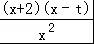 (x+2)(x-t)
x²